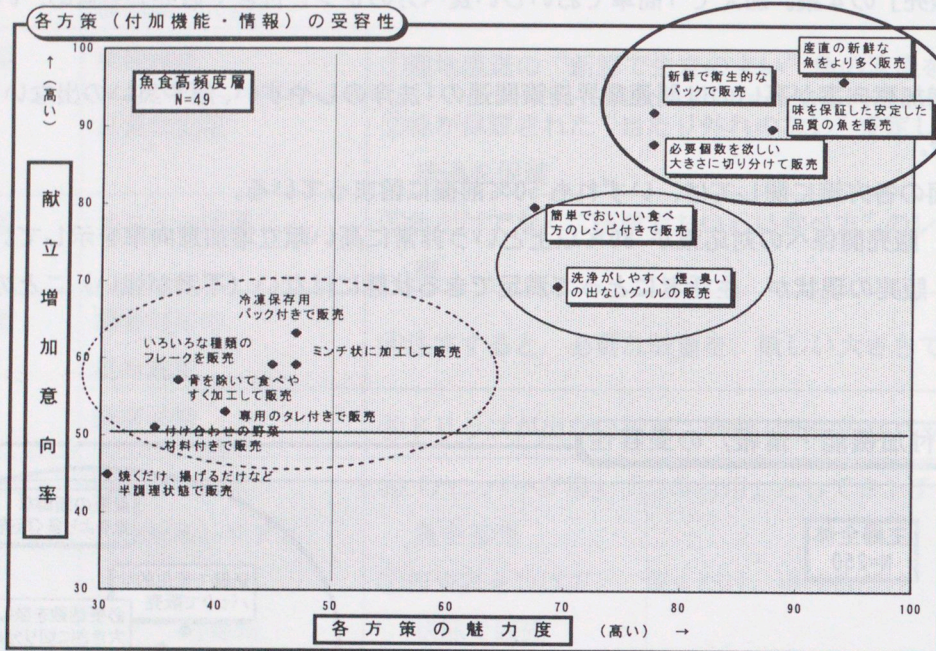 各方策（付加機能・情報）の受容性
100
90
80
70
60
50
40
30
↑（高い）
献立増加意向率
魚食高頻度層
N=49
産直の新鮮な
魚をより多く販売
新鮮で衛生的な
パックで販売
味を保証した安定した
品質の魚を販売
必要個数を欲しい
大きさに切り分けて販売
簡単でおいしい食べ
方のレシピ付きで販売
洗浄がしやすく、煙、臭い
の出ないグリルの販売
冷凍保存用
パック付きで販売
いろいろな種類の
フレークを販売
ミンチ状に加工して販売
骨を除いて食べや
すく加工して販売
専用のタレ付きで販売
付け合わせの野菜
材料付きで販売
焼くだけ、揚げるだけなど
半調理状態で販売
30 40 50 60 70 80 90 100
各方策の魅力度 （高い） →